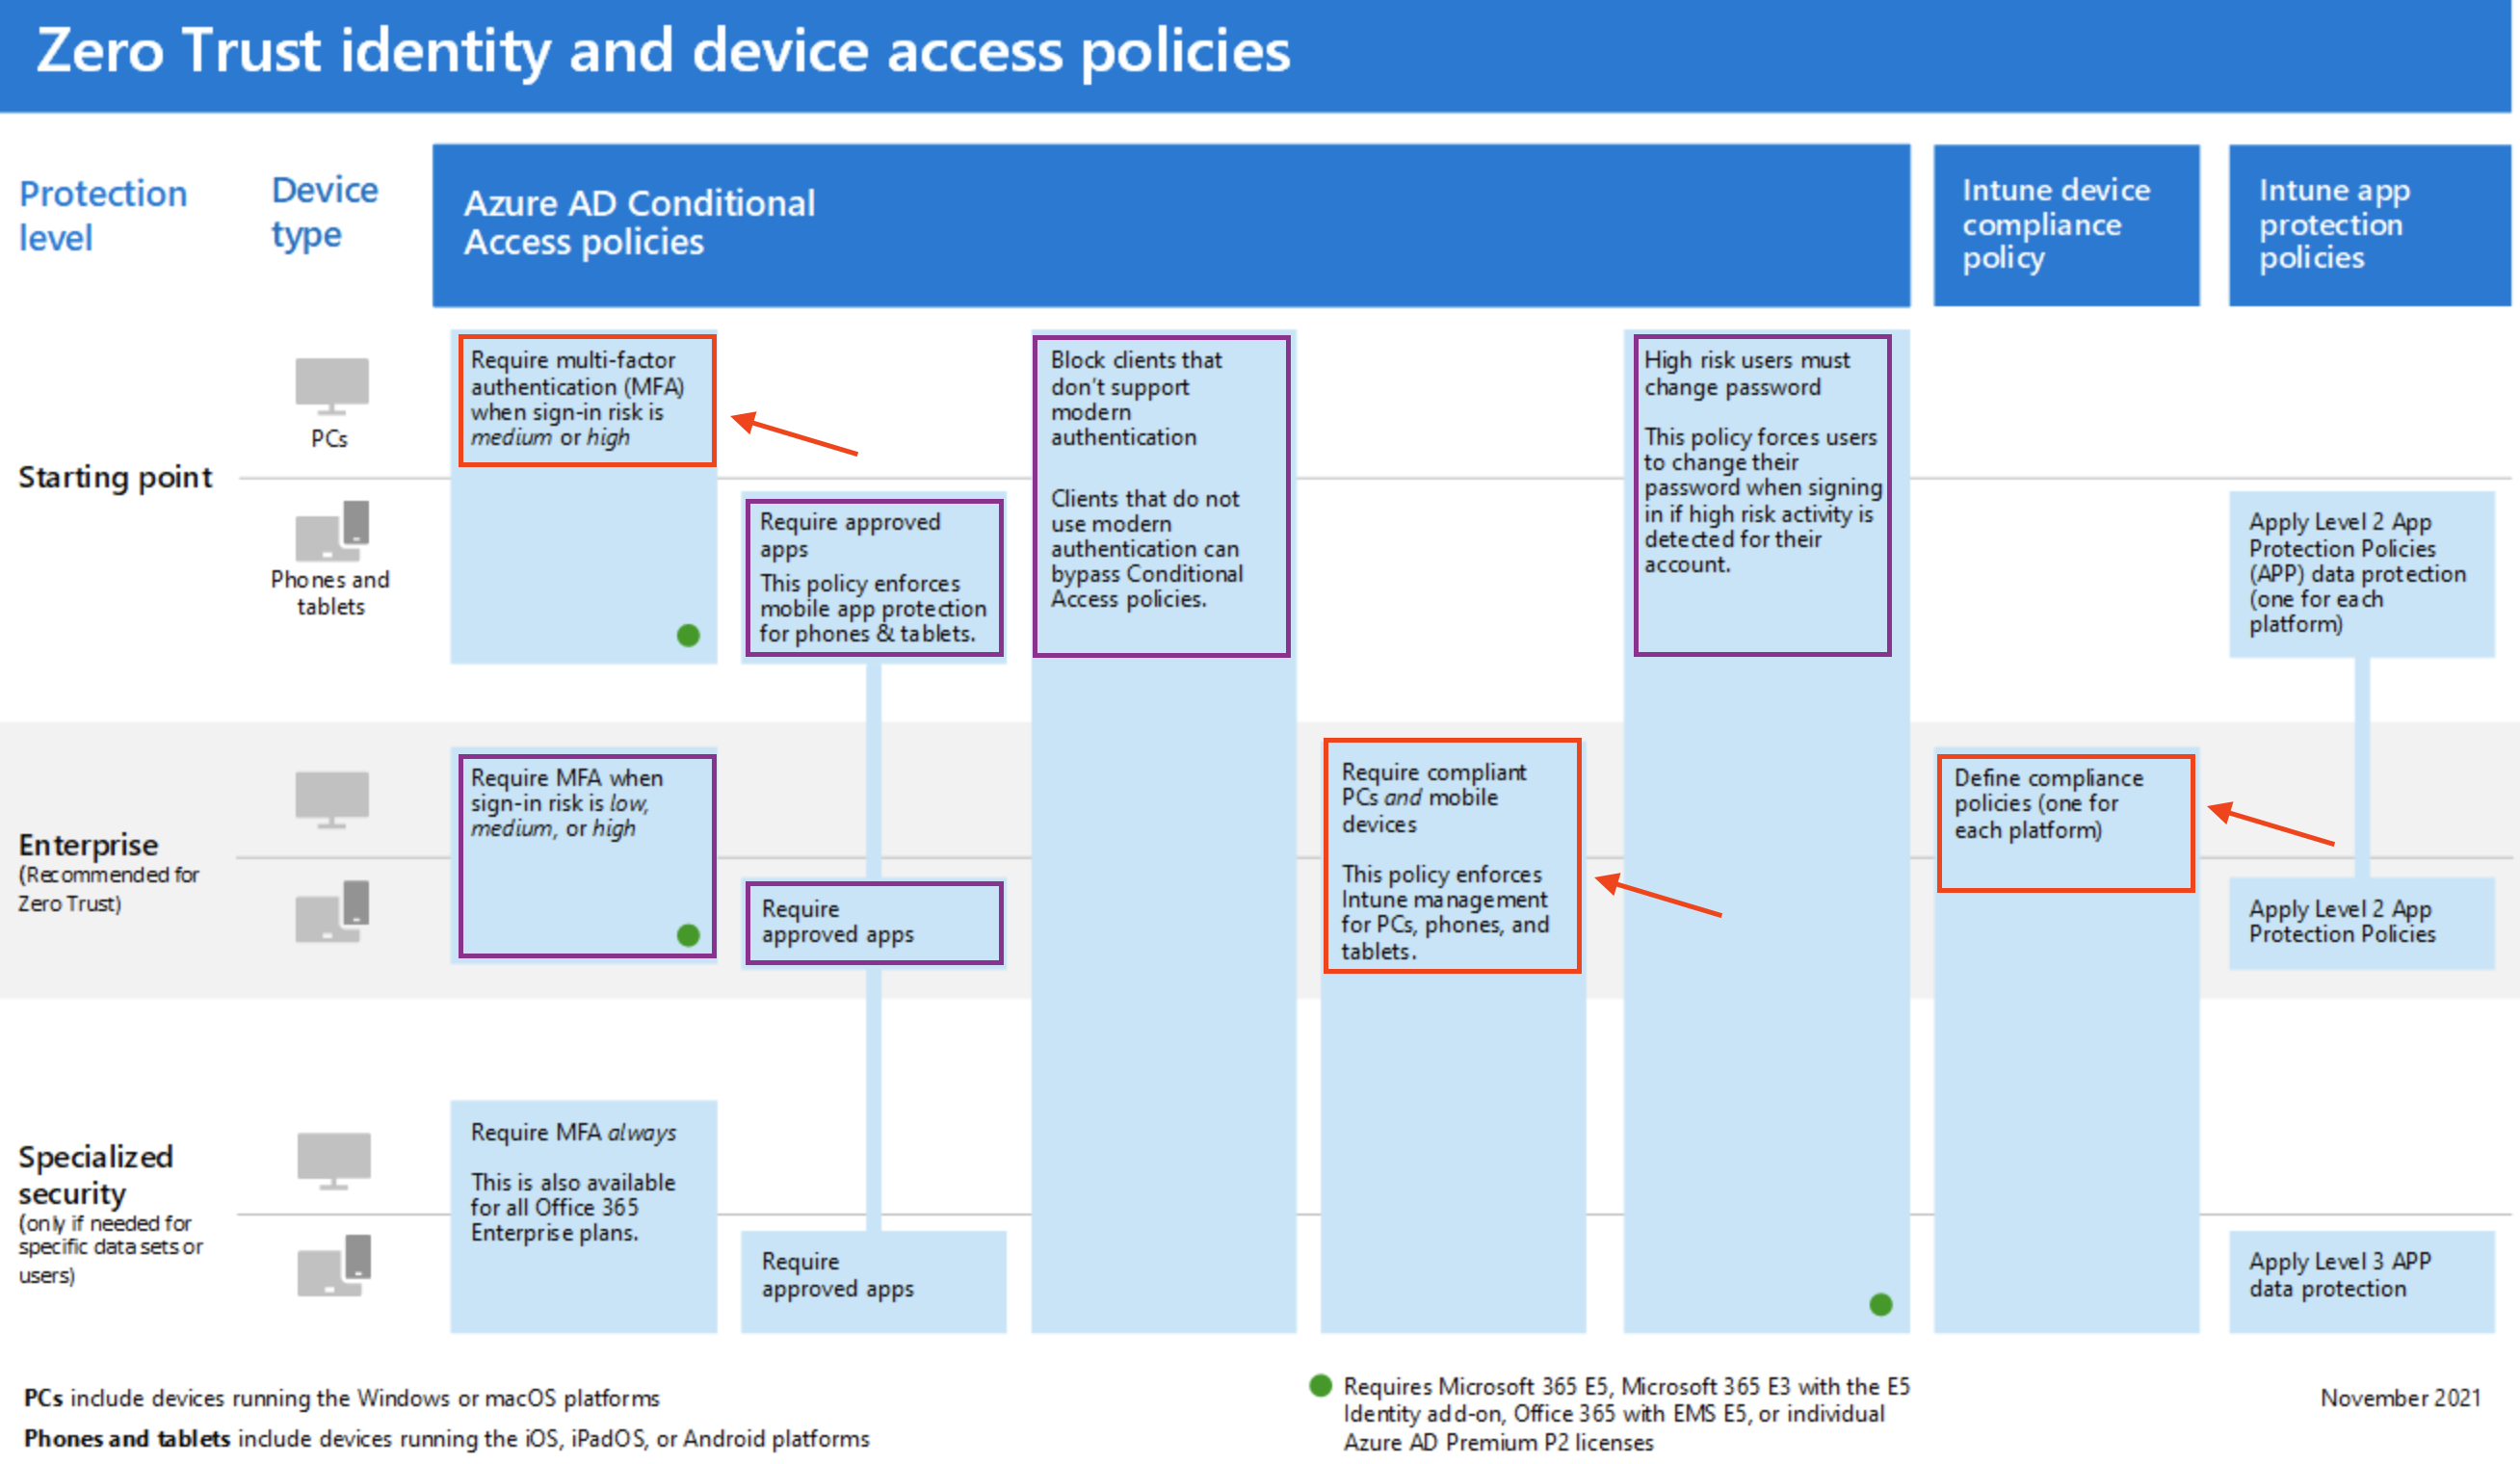 Zero Trust identity and device access policies
Protection
level
Device
type
Azure AD Conditional
Access policies
Intune device
compliance
policy
Intune app
protection
policies
Starting point
PCs
Phones and
tablets
Require multi-factor
authentication (MFA)
when sign-in risk is
medium or high
Require approved
apps
This policy enforces
mobile app protection
for phones & tablets.
Block clients that
don't support
modern
authentication
Clients that do not
use modern
authentication can
bypass Conditional
Access policies.
High risk users must
change password
This policy forces users
to change their
password when signing
in if high risk activity is
detected for their
account.
Apply Level 2 App
Protection Policies
(APP) data protection
(one for each
platform)
Enterprise
(Recommended for
Zero Trust)
Require MFA when
sign-in risk is low,
medium, or high
Require
approved apps
Require compliant
PCs and mobile
devices
This policy enforces
Intune management
for PCs, phones, and
tablets.
Define compliance
policies (one for
each platform)
Apply Level 2 App
Protection Policies
Specialized
security
(only if needed for
specific data sets or
users)
Require MFA always
This is also available
for all Office 365
Enterprise plans.
Require
approved apps
Apply Level 3 APP
data protection
PCs include devices running the Windows or macOS platforms
Phones and tablets include devices running the iOS, iPadOS, or Android platforms
Requires Microsoft 365 E5, Microsoft 365 E3 with the E5
Identity add-on, Office 365 with EMS E5, or individual
Azure AD Premium P2 licenses
November 2021